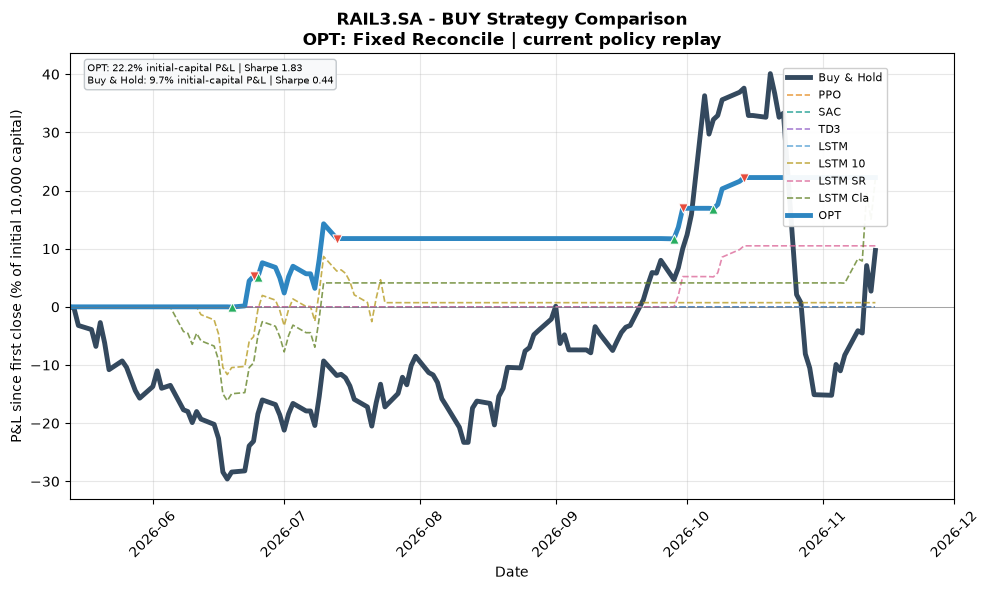 RAIL3.SA - BUY Strategy Comparison
OPT: Fixed Reconcile | current policy replay
OPT: 22.2% initial-capital P&L | Sharpe 1.83
Buy & Hold: 9.7% initial-capital P&L | Sharpe 0.44
Buy & Hold
PPO
SAC
TD3
LSTM
LSTM 10
LSTM SR
LSTM Cla
OPT
P&L since first close (% of initial 10,000 capital)
40
30
20
10
0
−10
−20
−30
2026-06
2026-07
2026-08
2026-09
2026-10
2026-11
2026-12
Date